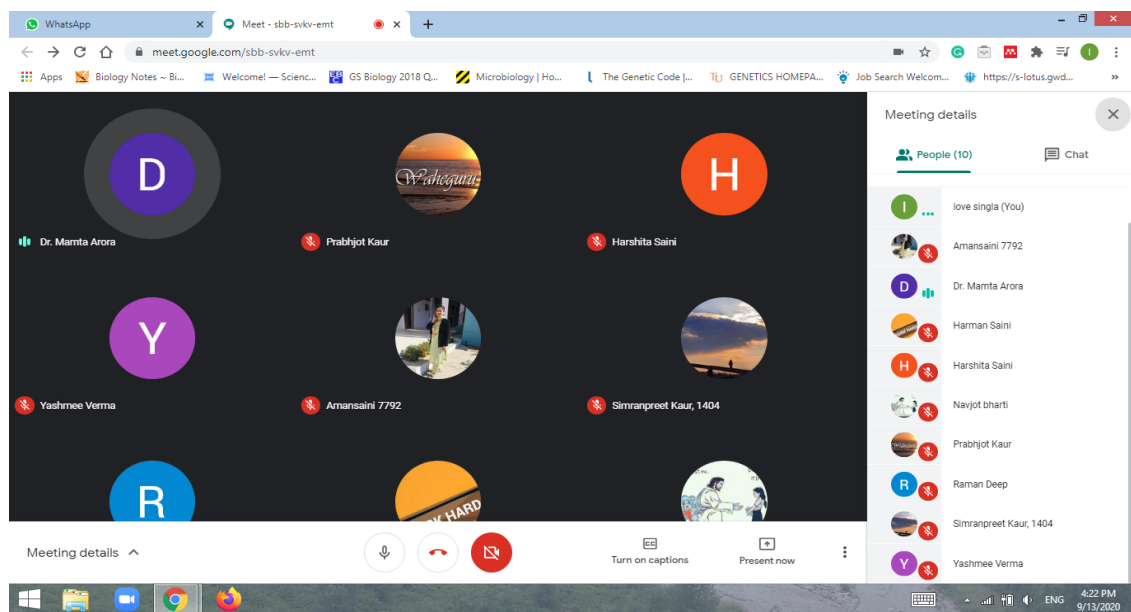 WhatsApp
Meet - sbb-svkv-emt
meet.google.com/sbb-svkv-emt
Apps
Biology Notes ~ Bi...
Welcome! — Scienc...
GS Biology 2018 Q...
Microbiology | Ho...
The Genetic Code |...
TU GENETICS HOMEPA...
Job Search Welcom...
https://s-lotus.gwd...
D
Dr. Mamta Arora
Waheguru
Prabhjot Kaur
H
Harshita Saini
Y
Yashmee Verma
Amansaini 7792
Simranpreet Kaur, 1404
R
HARD
Meeting details
CC
Turn on captions
Present now
Meeting details
People (10)
Chat
I
love singla (You)
Amansaini 7792
D
Dr. Mamta Arora
Harman Saini
H
Harshita Saini
Navjot bharti
Prabhjot Kaur
R
Raman Deep
Simranpreet Kaur, 1404
Y
Yashmee Verma
ENG
4:22 PM
9/13/2020